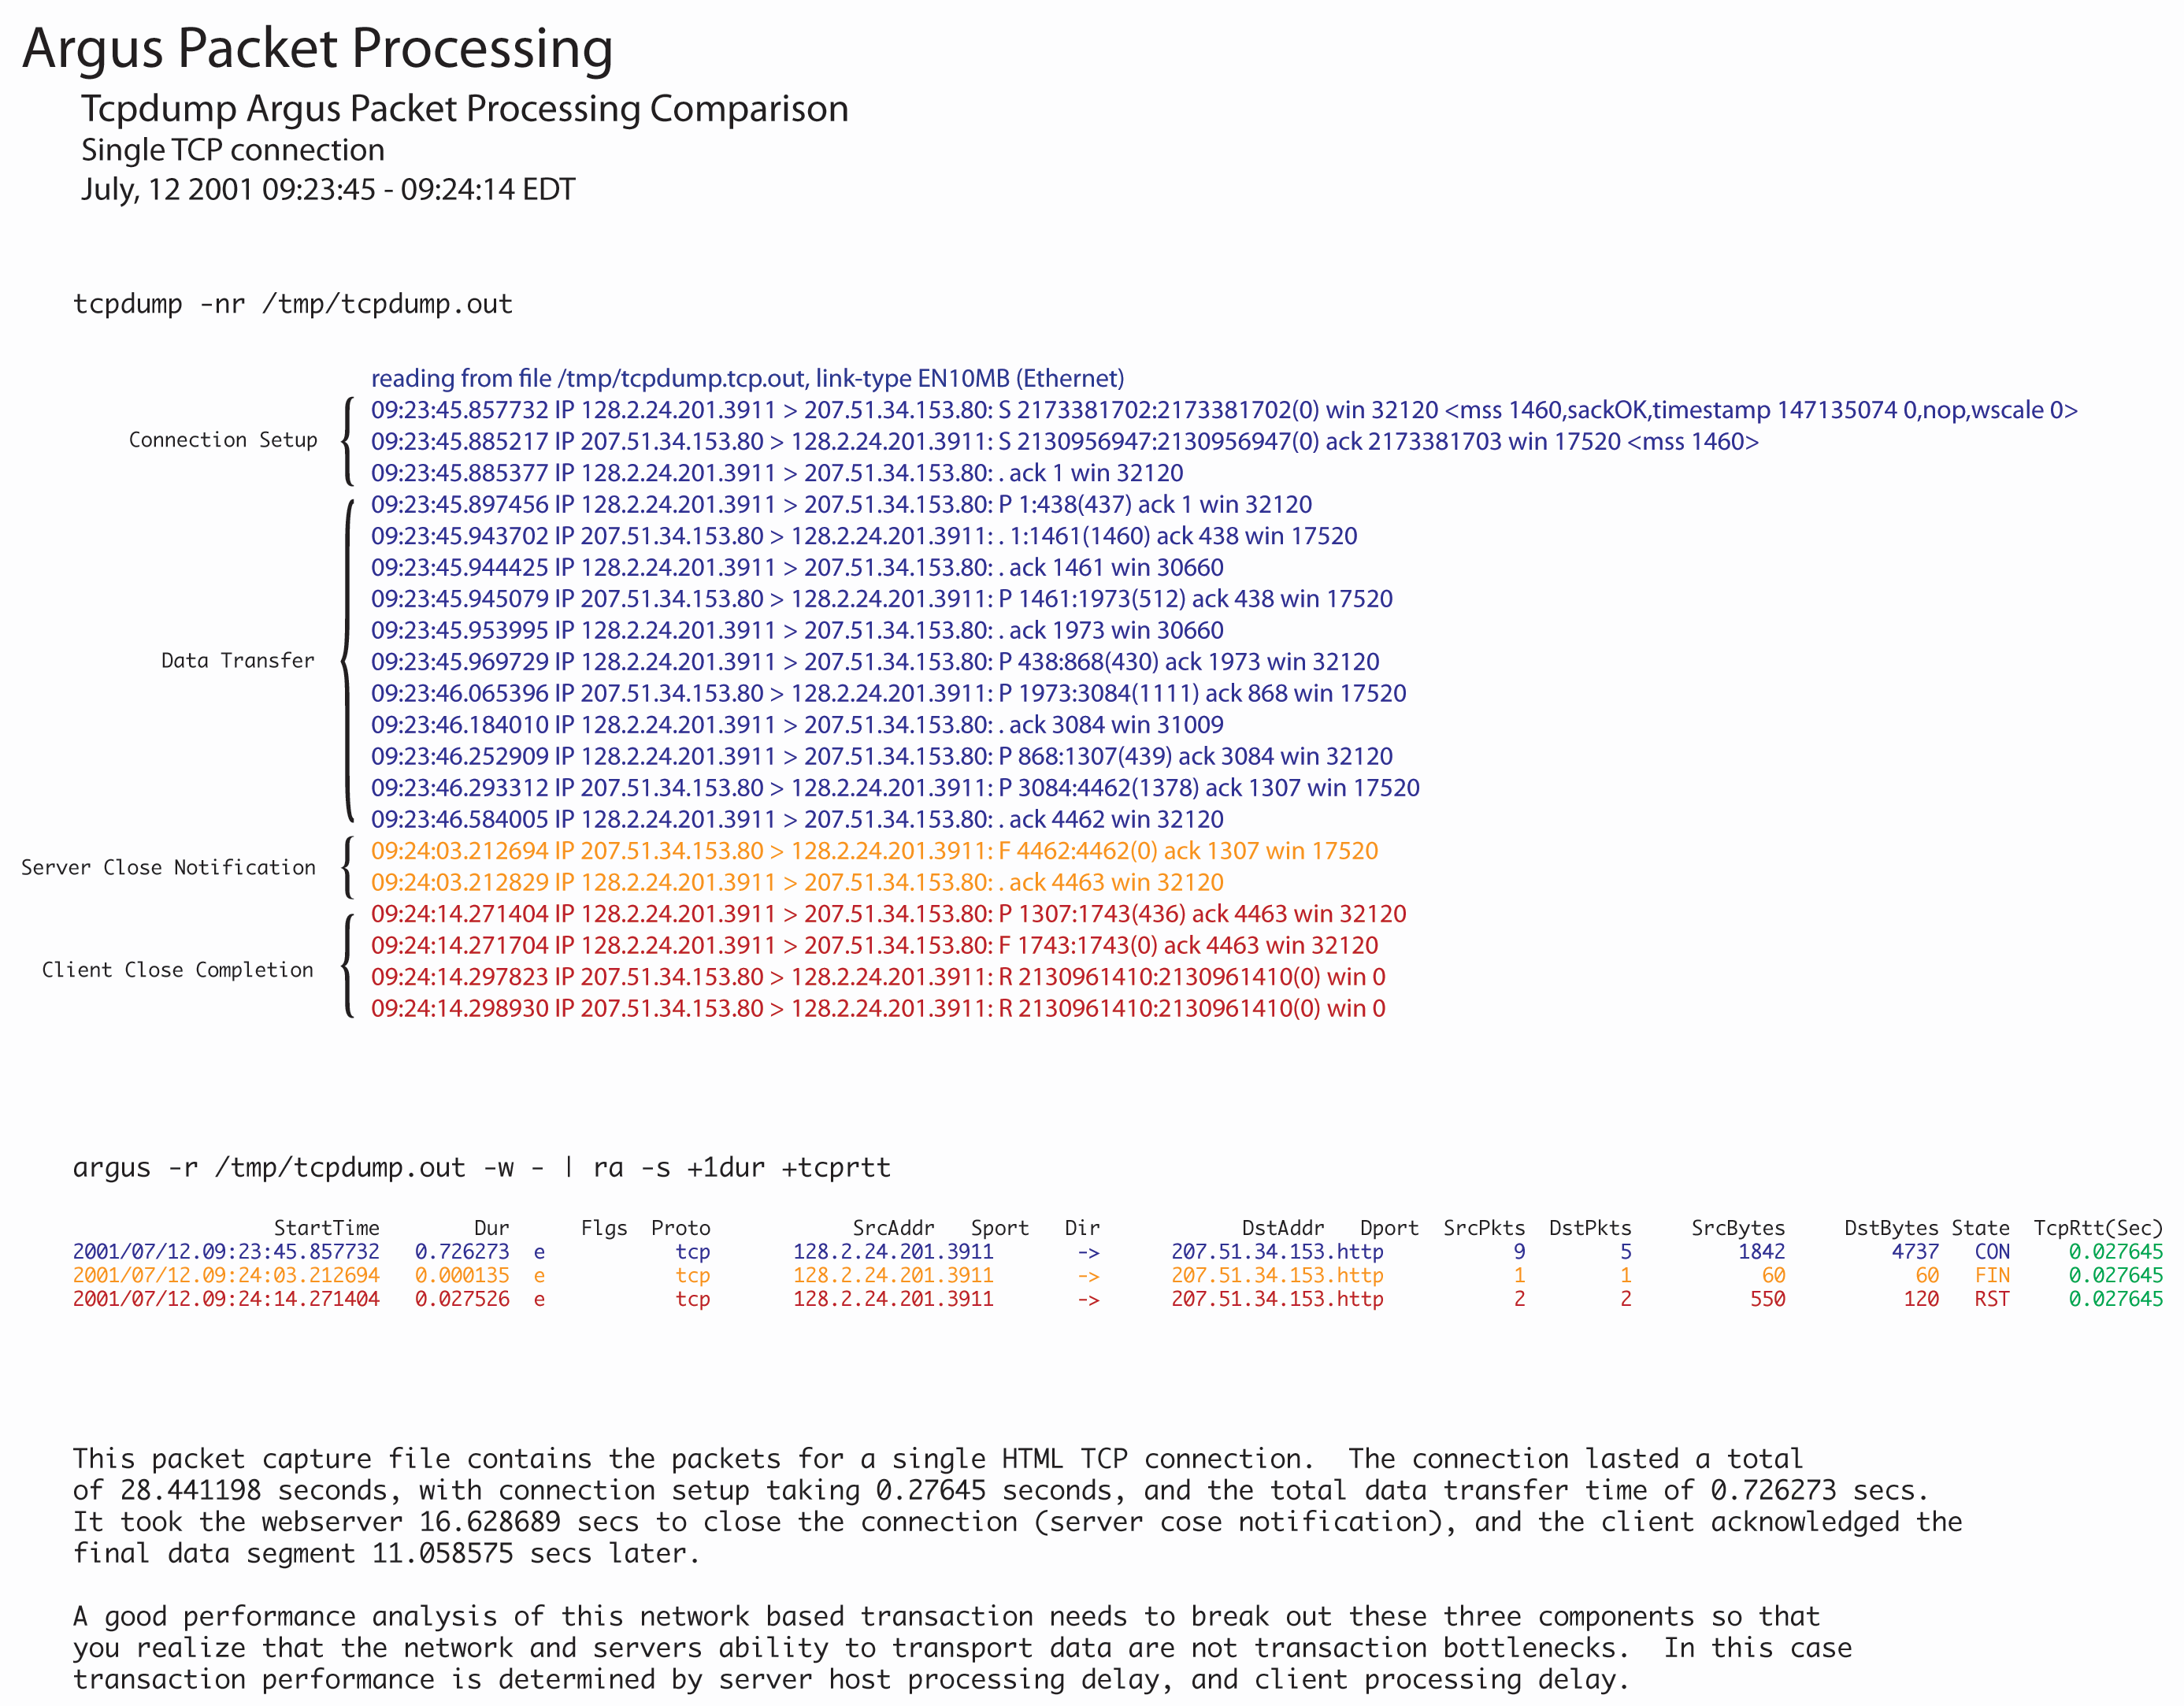 Argus Packet Processing
Tcpdump Argus Packet Processing Comparison
Single TCP connection
July, 12 2001 09:23:45 - 09:24:14 EDT
tcpdump -nr /tmp/tcpdump.out
reading from file /tmp/tcpdump.tcp.out, link-type EN10MB (Ethernet)
Connection Setup
09:23:45.857732 IP 128.2.24.201.3911 > 207.51.34.153.80: S 2173381702:2173381702(0) win 32120 <mss 1460,sackOK,timestamp 147135074 0,nop,wscale 0>
09:23:45.885217 IP 207.51.34.153.80 > 128.2.24.201.3911: S 2130956947:2130956947(0) ack 2173381703 win 17520 <mss 1460>
09:23:45.885377 IP 128.2.24.201.3911 > 207.51.34.153.80: . ack 1 win 32120
Data Transfer
09:23:45.897456 IP 128.2.24.201.3911 > 207.51.34.153.80: P 1:438(437) ack 1 win 32120
09:23:45.943702 IP 207.51.34.153.80 > 128.2.24.201.3911: . 1:1461(1460) ack 438 win 17520
09:23:45.944425 IP 128.2.24.201.3911 > 207.51.34.153.80: . ack 1461 win 30660
09:23:45.945079 IP 207.51.34.153.80 > 128.2.24.201.3911: P 1461:1973(512) ack 438 win 17520
09:23:45.953995 IP 128.2.24.201.3911 > 207.51.34.153.80: . ack 1973 win 30660
09:23:45.969729 IP 128.2.24.201.3911 > 207.51.34.153.80: P 438:868(430) ack 1973 win 32120
09:23:46.065396 IP 207.51.34.153.80 > 128.2.24.201.3911: P 1973:3084(1111) ack 868 win 17520
09:23:46.184010 IP 128.2.24.201.3911 > 207.51.34.153.80: . ack 3084 win 31009
09:23:46.252909 IP 128.2.24.201.3911 > 207.51.34.153.80: P 868:1307(439) ack 3084 win 32120
09:23:46.293312 IP 207.51.34.153.80 > 128.2.24.201.3911: P 3084:4462(1378) ack 1307 win 17520
09:23:46.584005 IP 128.2.24.201.3911 > 207.51.34.153.80: . ack 4462 win 32120
Server Close Notification
09:24:03.212694 IP 207.51.34.153.80 > 128.2.24.201.3911: F 4462:4462(0) ack 1307 win 17520
09:24:03.212829 IP 128.2.24.201.3911 > 207.51.34.153.80: . ack 4463 win 32120
Client Close Completion
09:24:14.271404 IP 128.2.24.201.3911 > 207.51.34.153.80: P 1307:1743(436) ack 4463 win 32120
09:24:14.271704 IP 128.2.24.201.3911 > 207.51.34.153.80: F 1743:1743(0) ack 4463 win 32120
09:24:14.297823 IP 207.51.34.153.80 > 128.2.24.201.3911: R 2130961410:2130961410(0) win 0
09:24:14.298930 IP 207.51.34.153.80 > 128.2.24.201.3911: R 2130961410:2130961410(0) win 0
argus -r /tmp/tcpdump.out -w - | ra -s +1dur +tcprtt
StartTime Dur Flgs Proto SrcAddr Sport Dir DstAddr Dport SrcPkts DstPkts SrcBytes DstBytes State TcpRtt(Sec)
2001/07/12.09:23:45.857732 0.726273 e tcp 128.2.24.201.3911 -> 207.51.34.153.http 9 5 1842 4737 CON 0.027645
2001/07/12.09:24:03.212694 0.000135 e tcp 128.2.24.201.3911 -> 207.51.34.153.http 1 1 60 60 FIN 0.027645
2001/07/12.09:24:14.271404 0.027526 e tcp 128.2.24.201.3911 -> 207.51.34.153.http 2 2 550 120 RST 0.027645
This packet capture file contains the packets for a single HTML TCP connection. The connection lasted a total
of 28.441198 seconds, with connection setup taking 0.27645 seconds, and the total data transfer time of 0.726273 secs.
It took the webserver 16.628689 secs to close the connection (server cose notification), and the client acknowledged the
final data segment 11.058575 secs later.
A good performance analysis of this network based transaction needs to break out these three components so that
you realize that the network and servers ability to transport data are not transaction bottlenecks. In this case
transaction performance is determined by server host processing delay, and client processing delay.